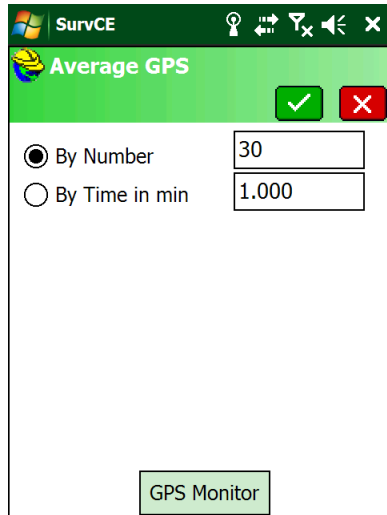 SurvCE
Average GPS
By Number 30
By Time in min 1.000
GPS Monitor